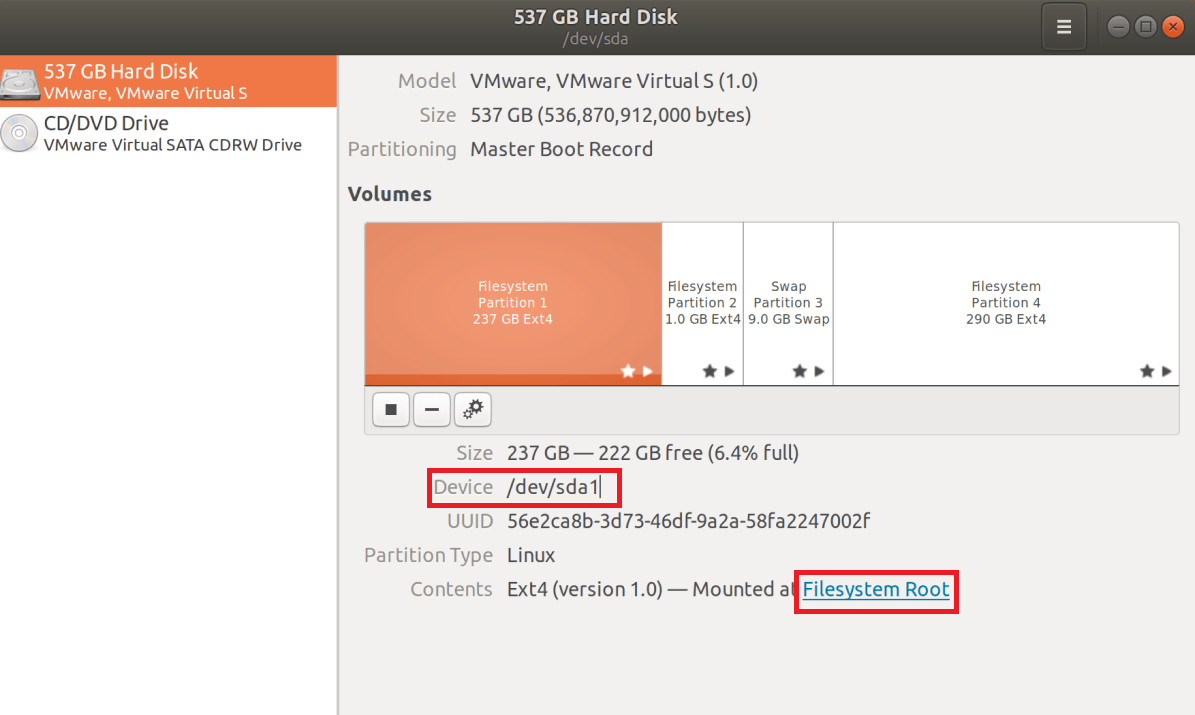 537 GB Hard Disk
/dev/sda
537 GB Hard Disk
VMware, VMware Virtual S
CD/DVD Drive
VMware Virtual SATA CDRW Drive
Model VMware, VMware Virtual S (1.0)
Size 537 GB (536,870,912,000 bytes)
Partitioning Master Boot Record
Volumes
Filesystem
Partition 1
237 GB Ext4
Filesystem
Partition 2
1.0 GB Ext4
Swap
Partition 3
9.0 GB Swap
Filesystem
Partition 4
290 GB Ext4
Size 237 GB — 222 GB free (6.4% full)
Device /dev/sda1
UUID 56e2ca8b-3d73-46df-9a2a-58fa2247002f
Partition Type Linux
Contents Ext4 (version 1.0) — Mounted at Filesystem Root